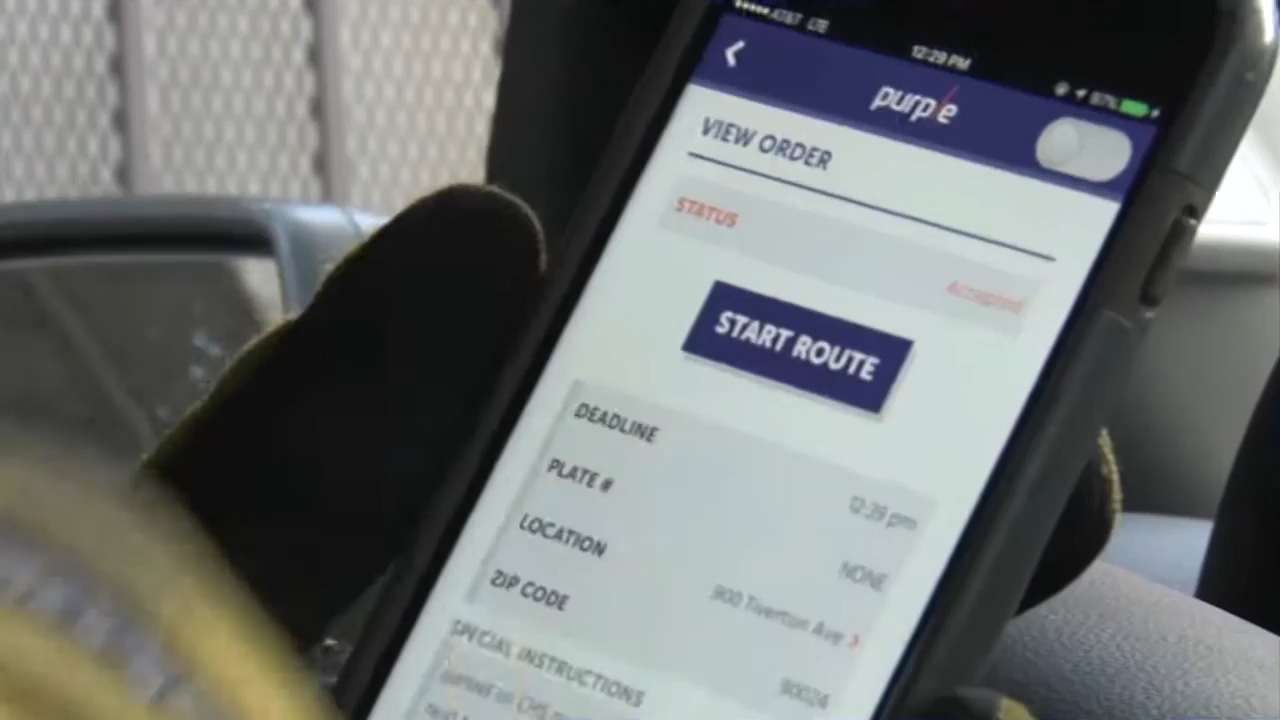 AT&T LTE
12:29 PM
97%
purple
VIEW ORDER
STATUS
Accepted
START ROUTE
DEADLINE
12:39 pm
PLATE #
NONE
LOCATION
900 Tiverton Ave
ZIP CODE
90024
SPECIAL INSTRUCTIONS